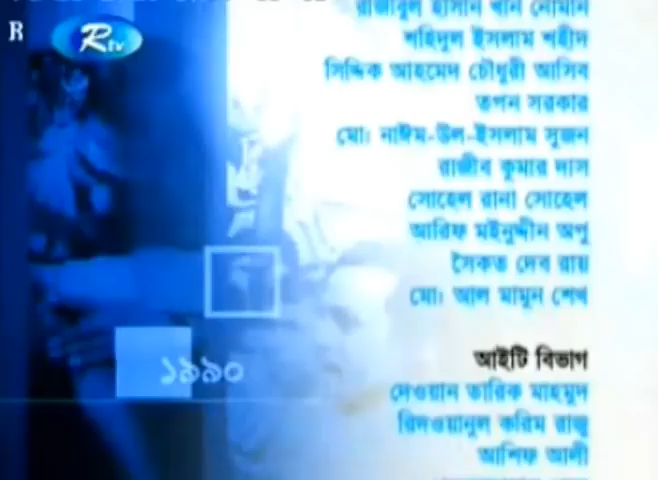 R
Rtv
রাজীবুল হাসান খান নোমান
শহিদুল ইসলাম শহীদ
সিদ্দিক আহমেদ চৌধুরী আসিব
তপন সরকার
মো: নাঈম-উল-ইসলাম সুজন
রাজীব কুমার দাস
সোহেল রানা সোহেল
আরিফ মইনুদ্দীন অপু
সৈকত দেব রায়
মো: আল মামুন শেখ
১৯৯০
আইটি বিভাগ
দেওয়ান তারিক মাহমুদ
রিদওয়ানুল করিম রাজু
আশিফ আলী